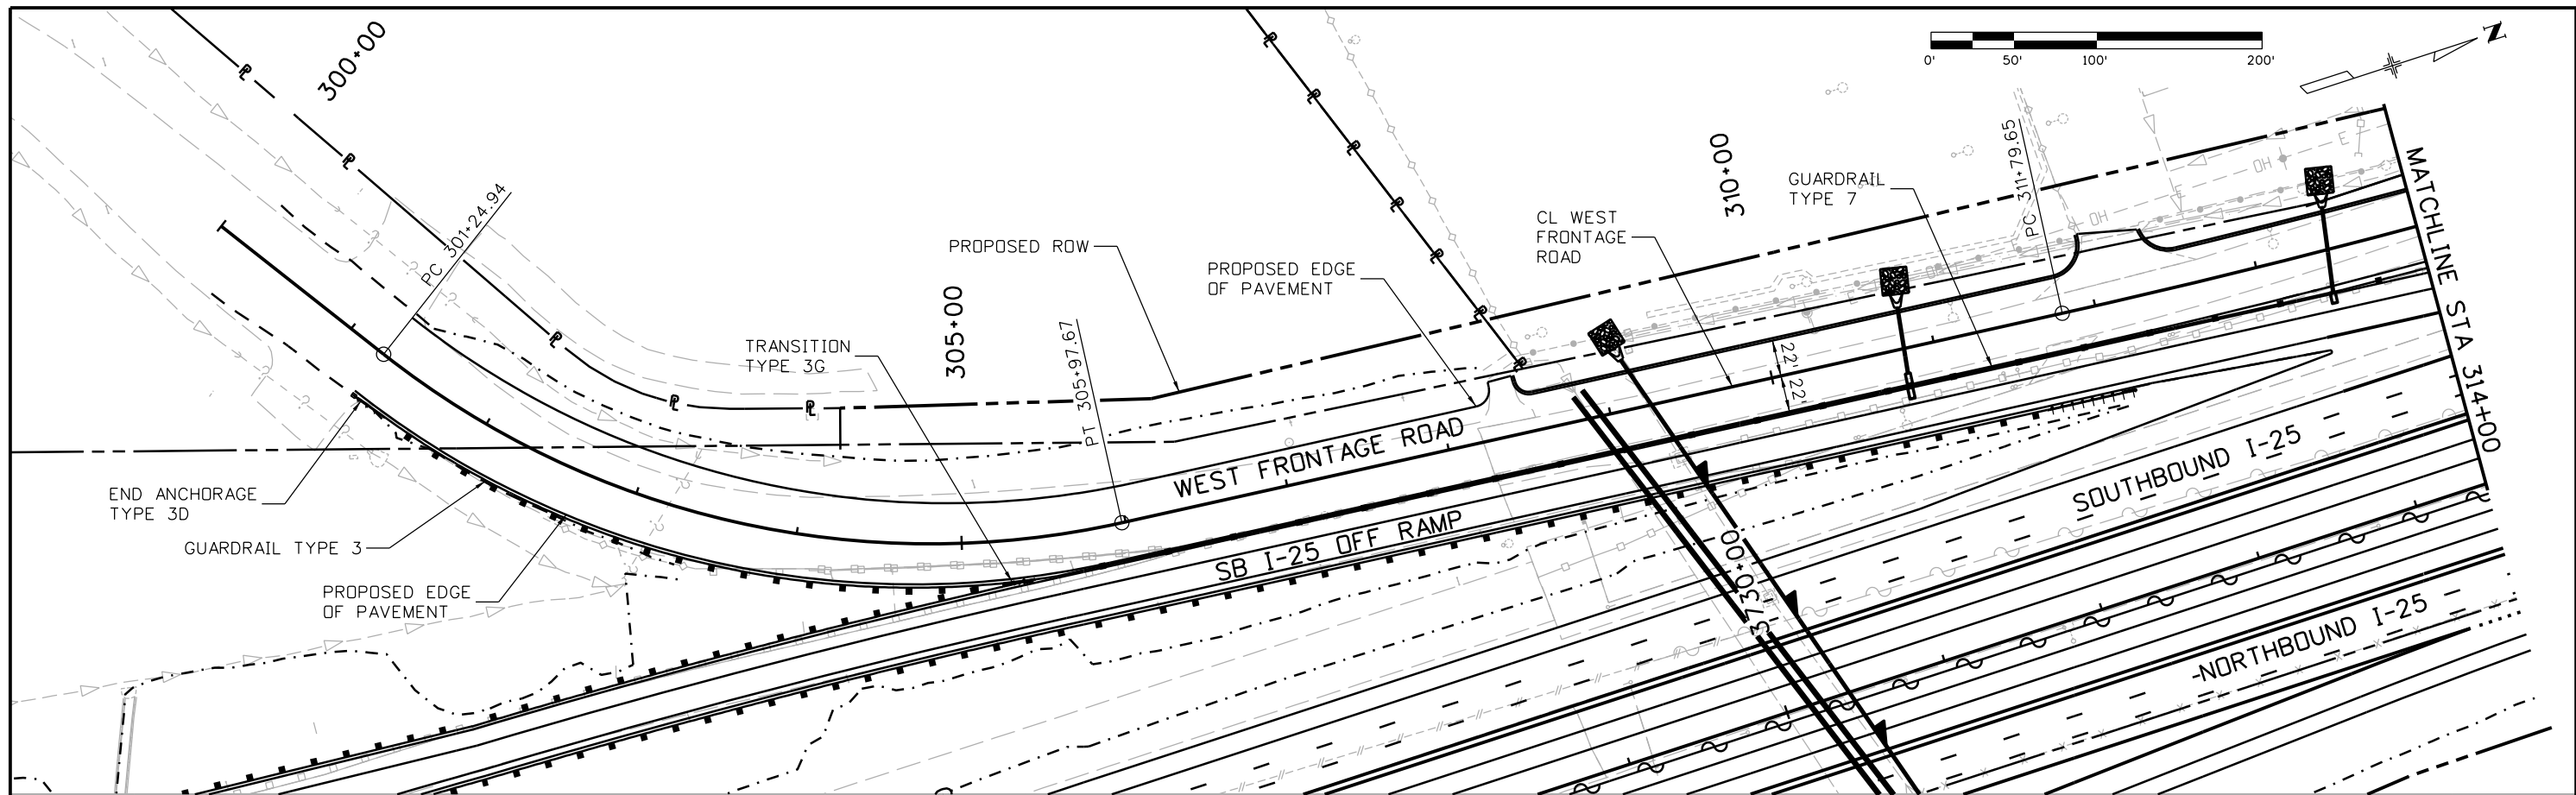 300+00
0'
50'
100'
200'
N
PC 301+24.94
PROPOSED ROW
305+00
TRANSITION
TYPE 3G
PT 305+97.67
PROPOSED EDGE
OF PAVEMENT
CL WEST
FRONTAGE
ROAD
310+00
GUARDRAIL
TYPE 7
PC 311+79.65
OH
E
OH
MATCHLINE STA 314+00
22'
22'
WEST FRONTAGE ROAD
SB I-25 OFF RAMP
END ANCHORAGE
TYPE 3D
GUARDRAIL TYPE 3
PROPOSED EDGE
OF PAVEMENT
3730+00
SOUTHBOUND I-25
NORTHBOUND I-25